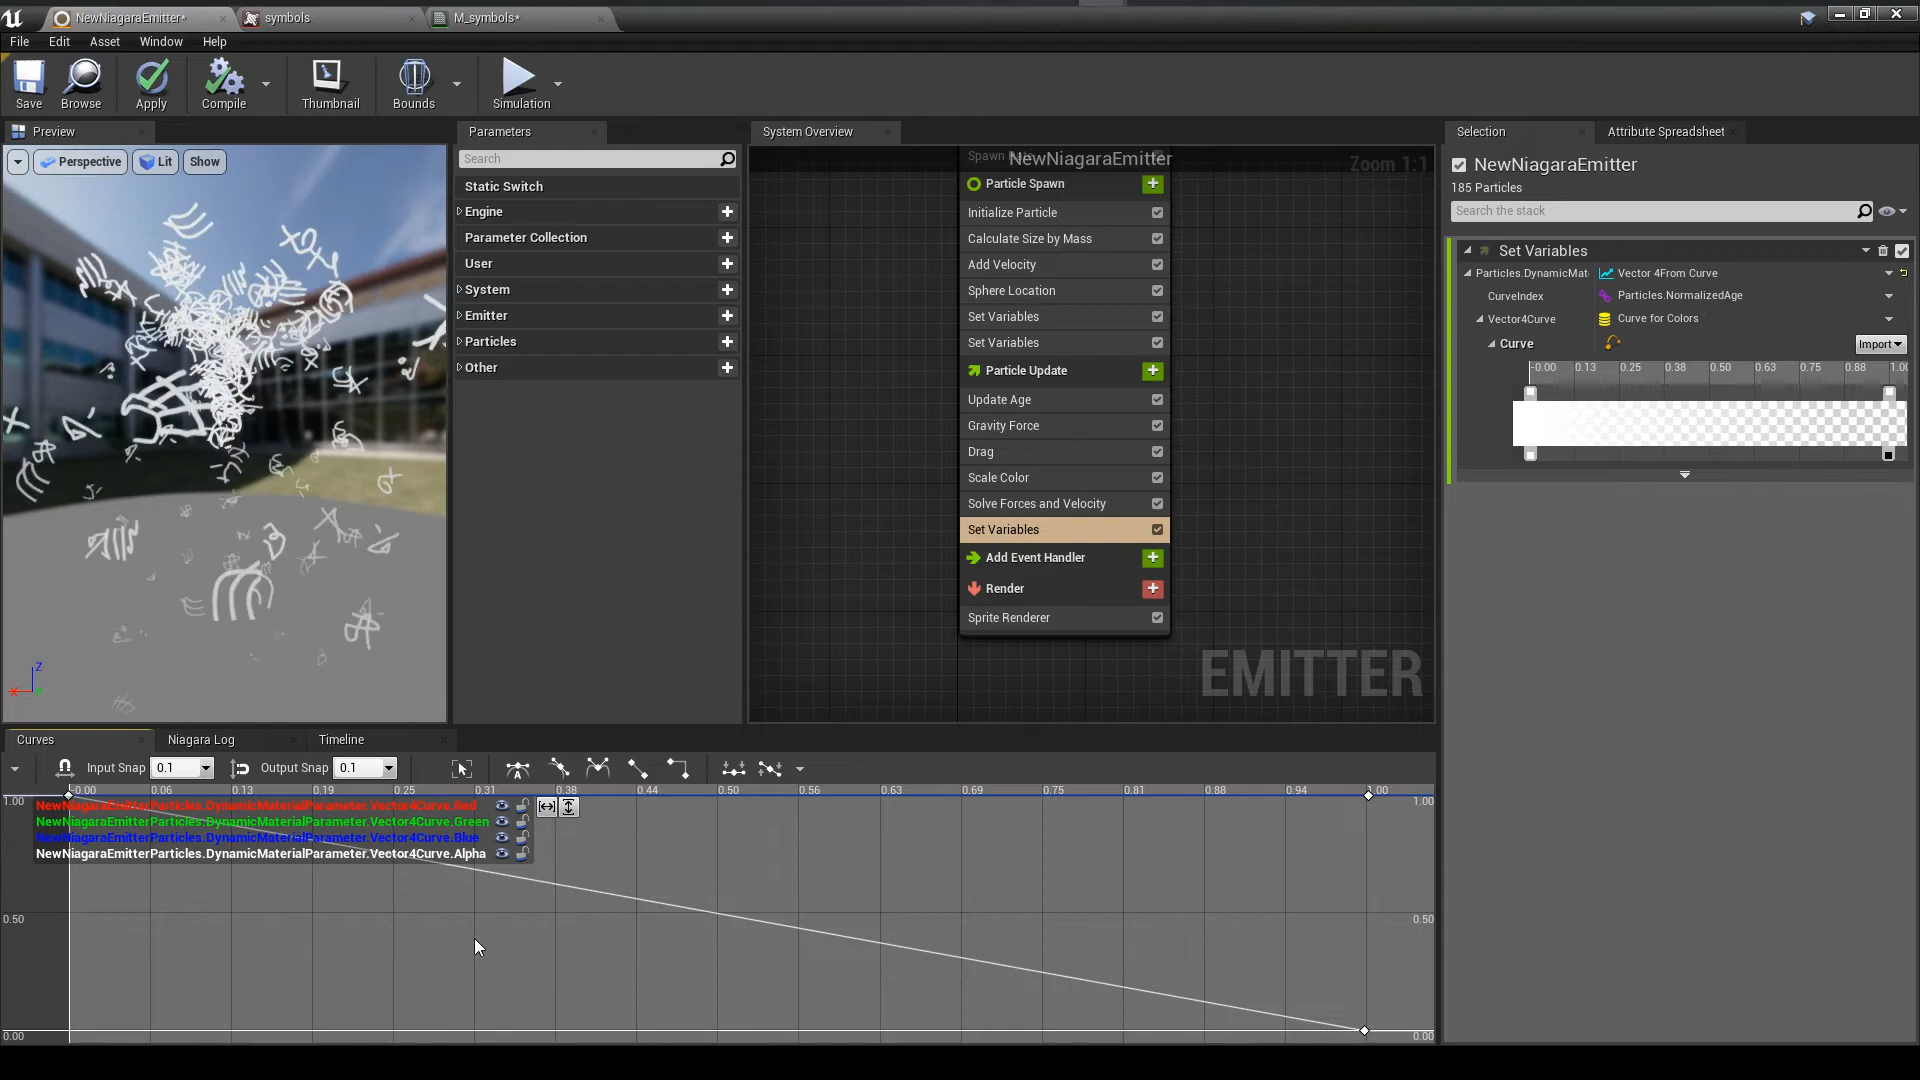 NewNiagaraEmitter*
symbols
M_symbols*
File
Edit
Asset
Window
Help
Save
Browse
Apply
Compile
Thumbnail
Bounds
Simulation
Preview
Perspective
Lit
Show
Z
X
Parameters
Search
Static Switch
Engine
Parameter Collection
User
System
Emitter
Particles
Other
System Overview
NewNiagaraEmitter
Zoom 1:1
Particle Spawn
Initialize Particle
Calculate Size by Mass
Add Velocity
Sphere Location
Set Variables
Set Variables
Particle Update
Update Age
Gravity Force
Drag
Scale Color
Solve Forces and Velocity
Set Variables
Add Event Handler
Render
Sprite Renderer
EMITTER
Selection
Attribute Spreadsheet
NewNiagaraEmitter
185 Particles
Search the stack
Set Variables
Particles.DynamicMat
Vector 4From Curve
CurveIndex
Particles.NormalizedAge
Vector4Curve
Curve for Colors
Curve
Import
-0.00 0.13 0.25 0.38 0.50 0.63 0.75 0.88 1.00
Curves
Niagara Log
Timeline
Input Snap 0.1
Output Snap 0.1
-0.00 0.06 0.13 0.19 0.25 0.31 0.38 0.44 0.50 0.56 0.63 0.69 0.75 0.81 0.88 0.94 1.00
1.00
1.00
NewNiagaraEmitterParticles.DynamicMaterialParameter.Vector4Curve.Red
NewNiagaraEmitterParticles.DynamicMaterialParameter.Vector4Curve.Green
NewNiagaraEmitterParticles.DynamicMaterialParameter.Vector4Curve.Blue
NewNiagaraEmitterParticles.DynamicMaterialParameter.Vector4Curve.Alpha
0.50
0.50
0.00
0.00